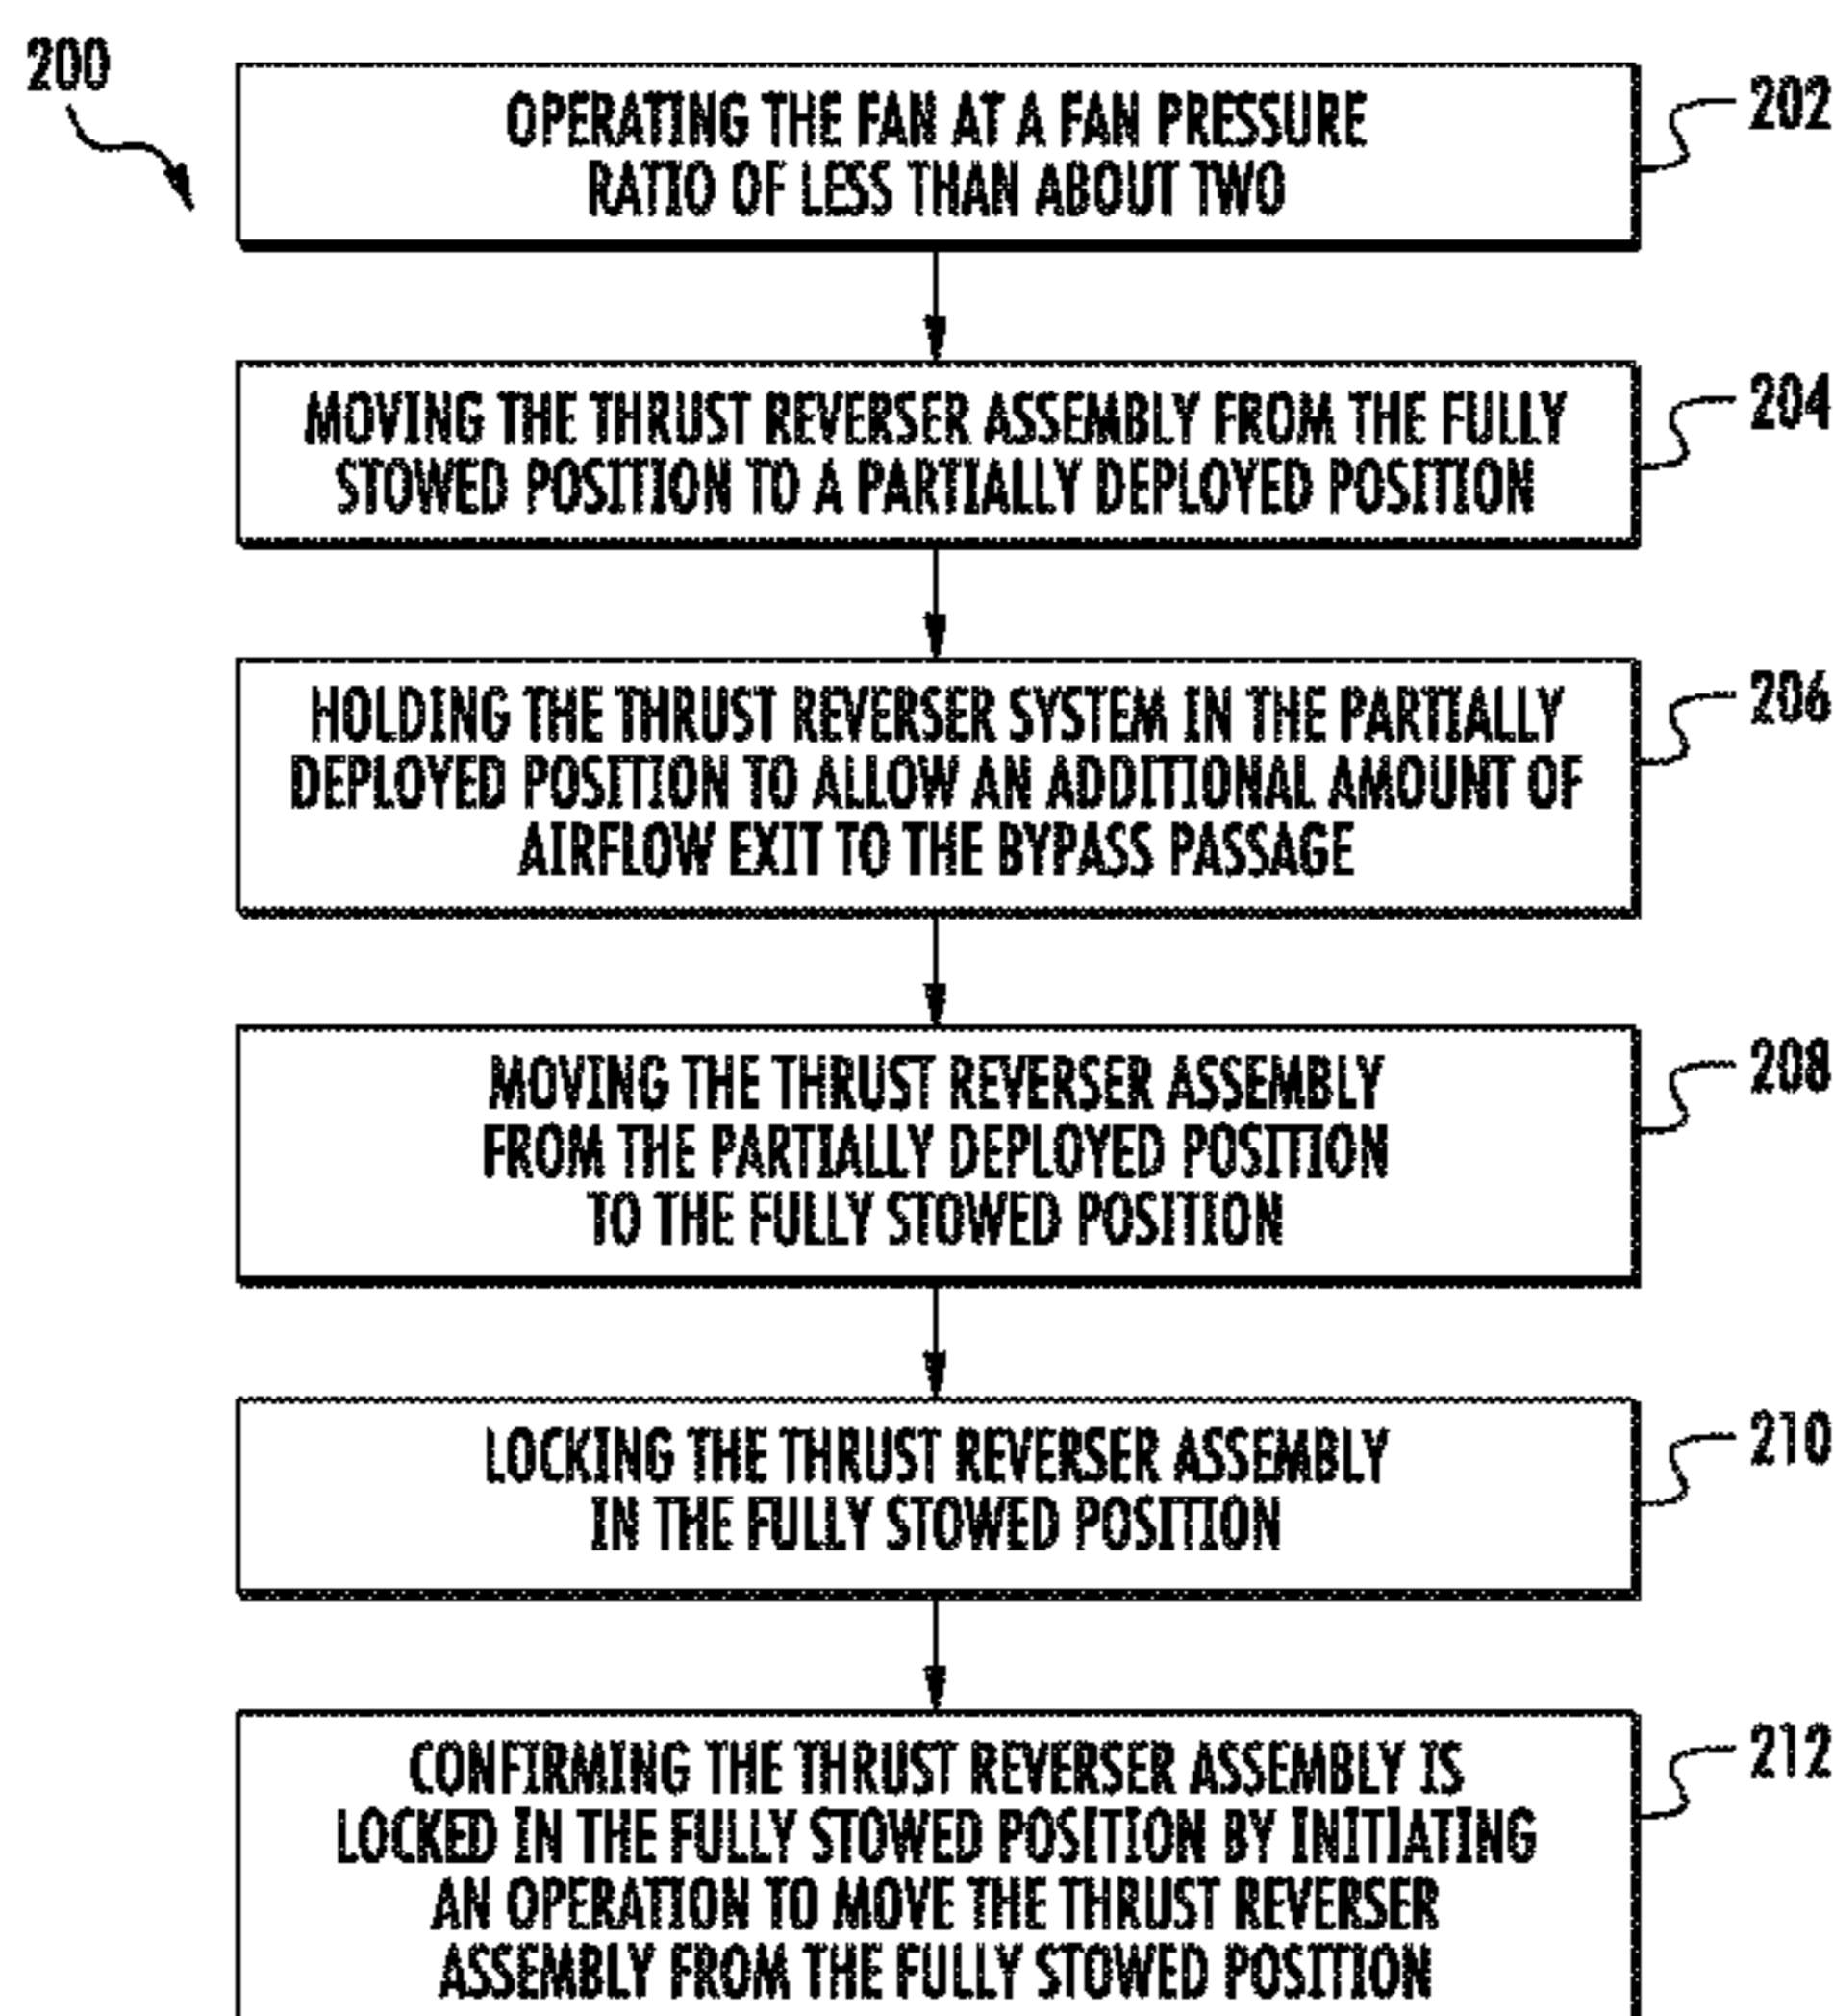 200
OPERATING THE FAN AT A FAN PRESSURE
RATIO OF LESS THAN ABOUT TWO
202
MOVING THE THRUST REVERSER ASSEMBLY FROM THE FULLY
STOWED POSITION TO A PARTIALLY DEPLOYED POSITION
204
HOLDING THE THRUST REVERSER SYSTEM IN THE PARTIALLY
DEPLOYED POSITION TO ALLOW AN ADDITIONAL AMOUNT OF
AIRFLOW EXIT TO THE BYPASS PASSAGE
206
MOVING THE THRUST REVERSER ASSEMBLY
FROM THE PARTIALLY DEPLOYED POSITION
TO THE FULLY STOWED POSITION
208
LOCKING THE THRUST REVERSER ASSEMBLY
IN THE FULLY STOWED POSITION
210
CONFIRMING THE THRUST REVERSER ASSEMBLY IS
LOCKED IN THE FULLY STOWED POSITION BY INITIATING
AN OPERATION TO MOVE THE THRUST REVERSER
ASSEMBLY FROM THE FULLY STOWED POSITION
212